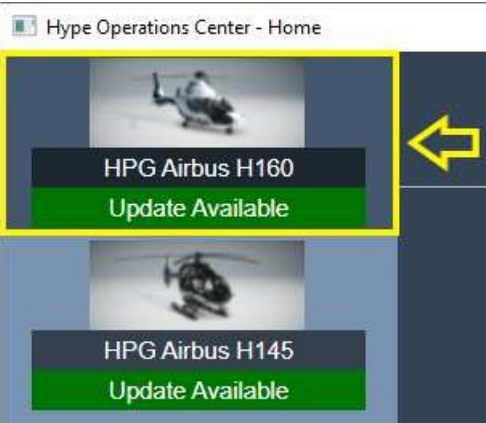 Hype Operations Center - Home
HPG Airbus H160
Update Available
HPG Airbus H145
Update Available